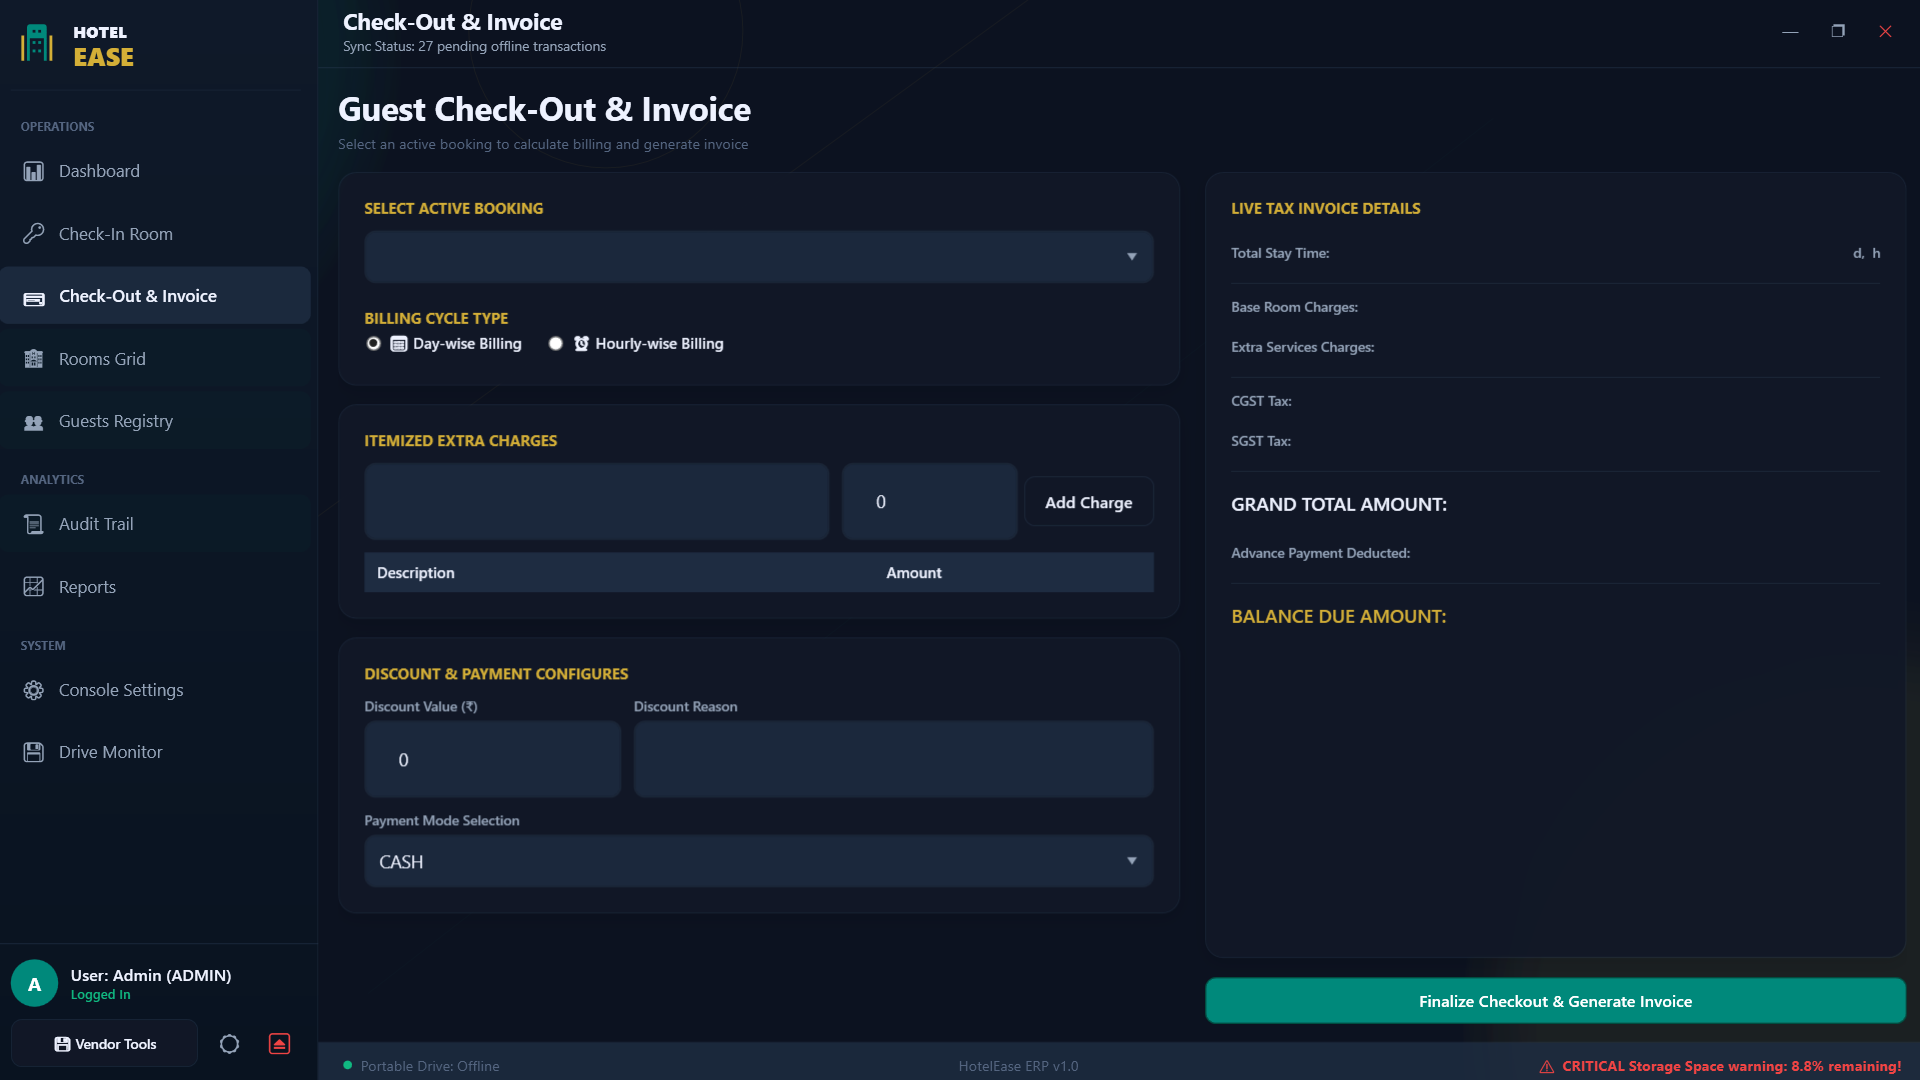 HOTEL
EASE
OPERATIONS
Dashboard
Check-In Room
Check-Out & Invoice
Rooms Grid
Guests Registry
ANALYTICS
Audit Trail
Reports
SYSTEM
Console Settings
Drive Monitor
A
User: Admin (ADMIN)
Logged In
Vendor Tools
Check-Out & Invoice
Sync Status: 27 pending offline transactions
Guest Check-Out & Invoice
Select an active booking to calculate billing and generate invoice
SELECT ACTIVE BOOKING
BILLING CYCLE TYPE
Day-wise Billing Hourly-wise Billing
ITEMIZED EXTRA CHARGES
0 Add Charge
Description Amount
DISCOUNT & PAYMENT CONFIGURES
Discount Value (₹) Discount Reason
0
Payment Mode Selection
CASH
LIVE TAX INVOICE DETAILS
Total Stay Time: d, h
Base Room Charges:
Extra Services Charges:
CGST Tax:
SGST Tax:
GRAND TOTAL AMOUNT:
Advance Payment Deducted:
BALANCE DUE AMOUNT:
Finalize Checkout & Generate Invoice
Portable Drive: Offline HotelEase ERP v1.0 CRITICAL Storage Space warning: 8.8% remaining!